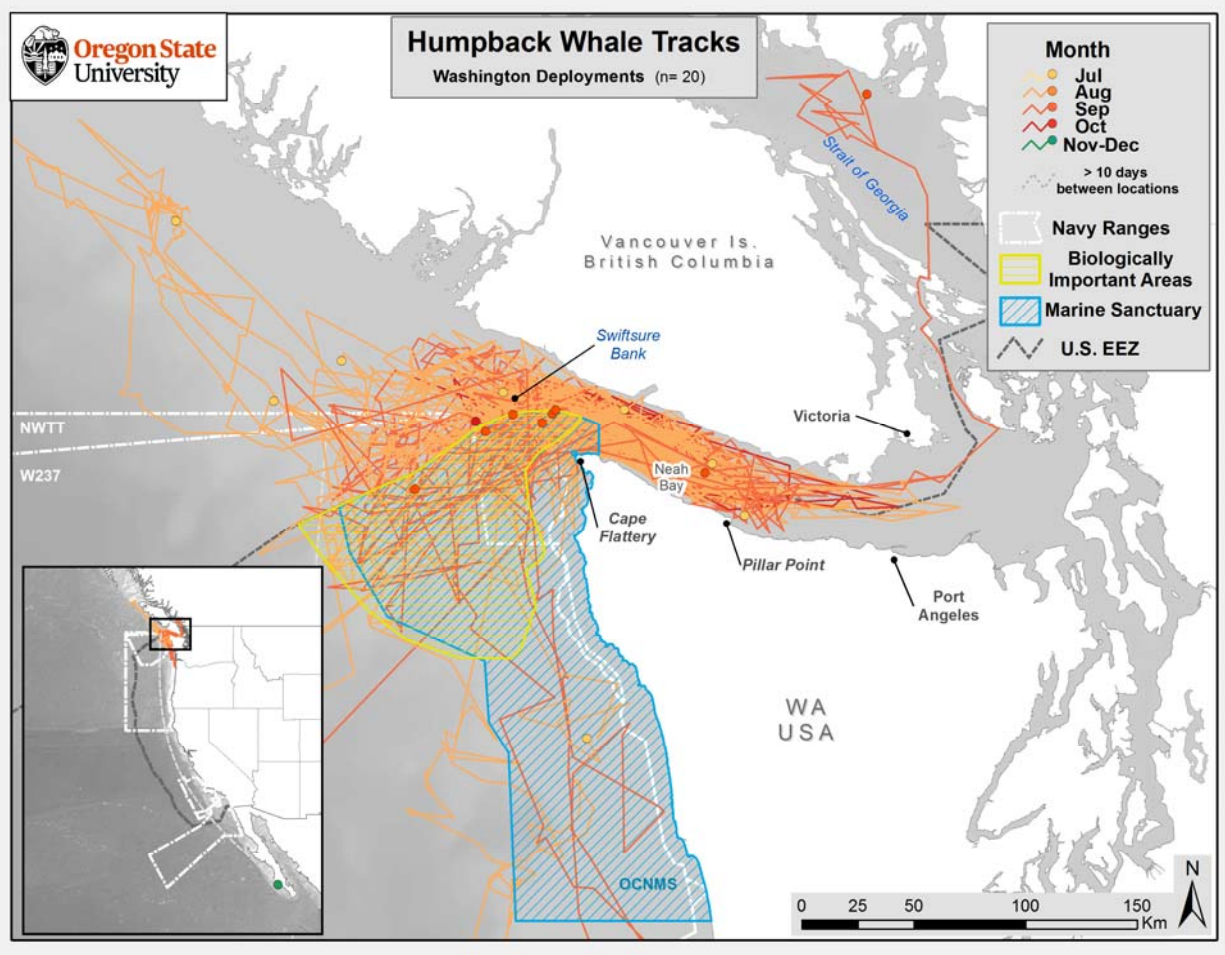 Oregon State
University
Humpback Whale Tracks
Washington Deployments (n= 20)
Month
Jul
Aug
Sep
Oct
Nov-Dec
> 10 days
between locations
Navy Ranges
Biologically
Important Areas
Marine Sanctuary
U.S. EEZ
Strait of Georgia
Vancouver Is.
British Columbia
Swiftsure
Bank
NWTT
W237
Victoria
Neah
Bay
Cape
Flattery
Pillar Point
Port
Angeles
WA
USA
OCNMS
N
0 25 50 100 150
Km